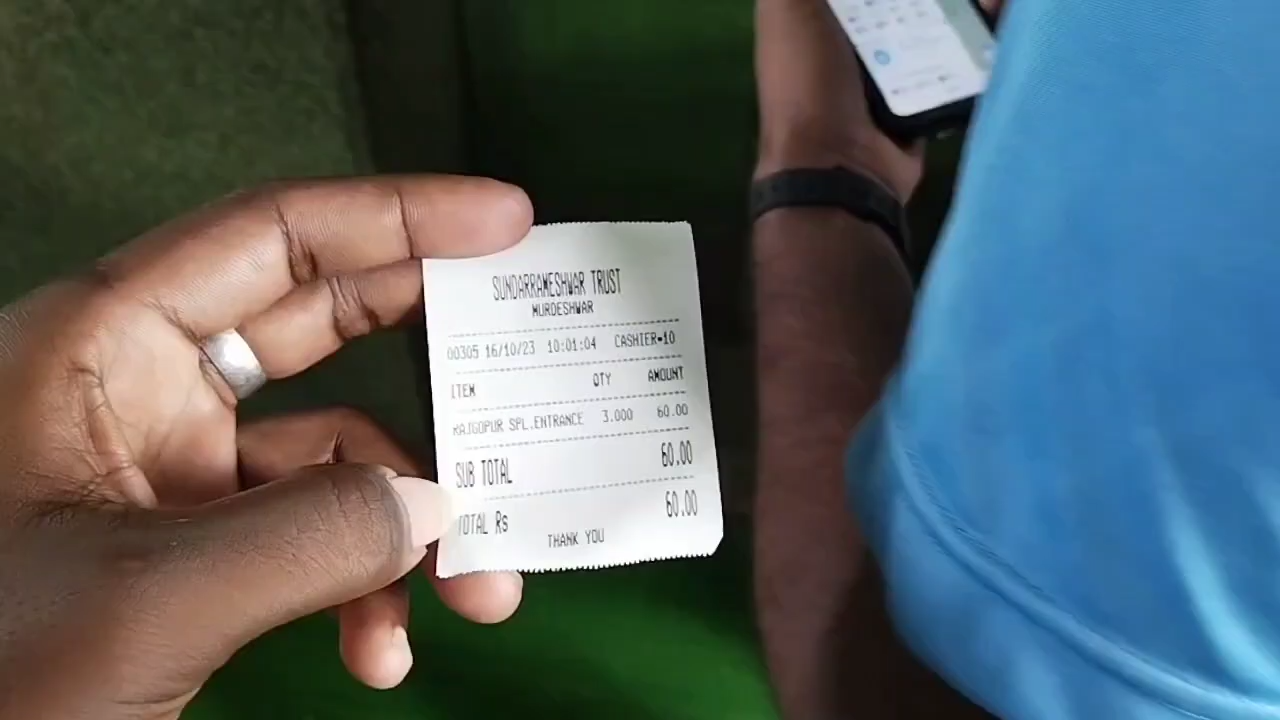 SUNDARRAMESHWAR TRUST
MURDESHWAR
00305 16/10/23 10:01:04 CASHIER-10
ITEM QTY AMOUNT
RAJGOPUR SPL.ENTRANCE 3.000 60.00
SUB TOTAL 60.00
TOTAL Rs 60.00
THANK YOU